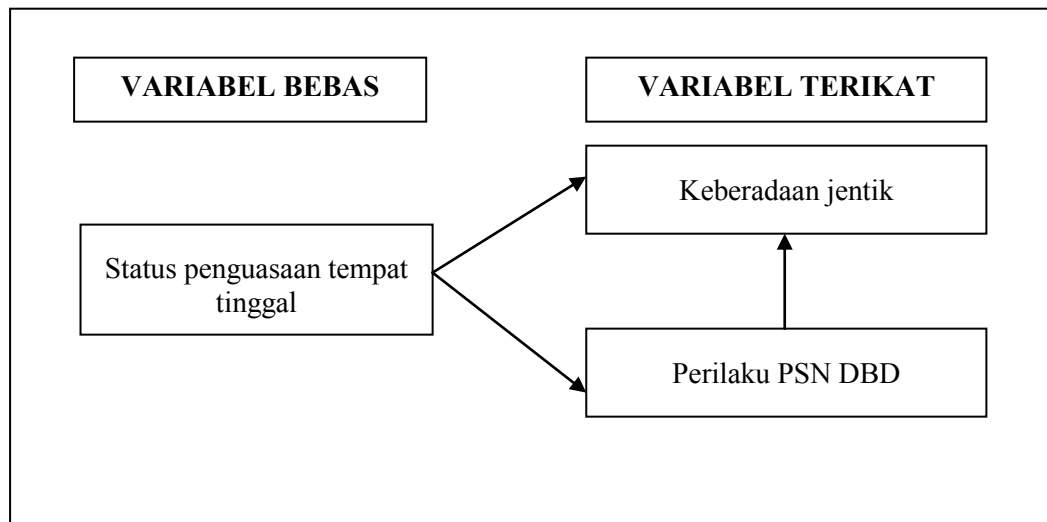 VARIABEL BEBAS
VARIABEL TERIKAT
Keberadaan jentik
Status penguasaan tempat
tinggal
Perilaku PSN DBD